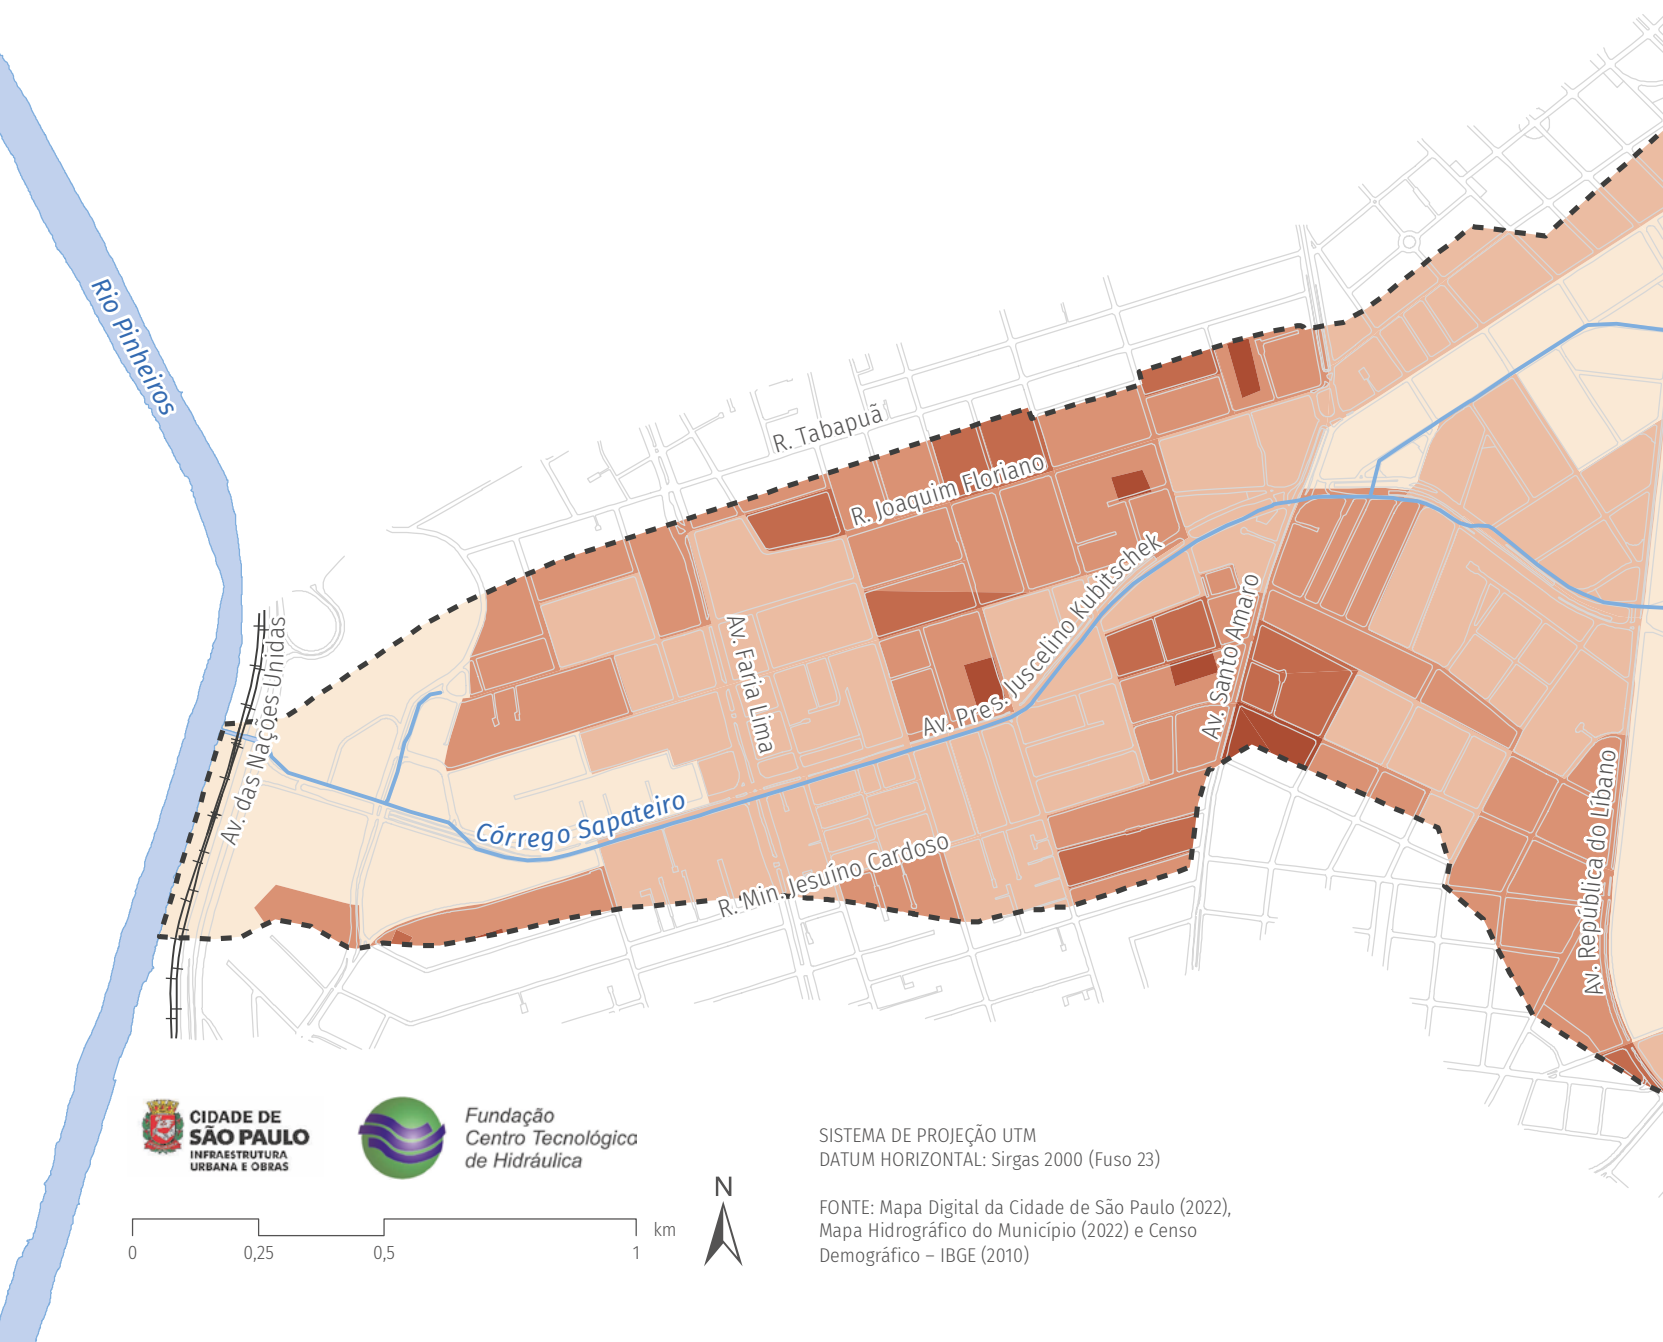 Rio Pinheiros
R. Tabapuã
R. Joaquim Floriano
Av. Pres. Juscelino Kubitschek
Av. Faria Lima
Av. Santo Amaro
Av. das Nações Unidas
Córrego Sapateiro
R. Min. Jesuíno Cardoso
Av. República do Líbano
CIDADE DE
SÃO PAULO
INFRAESTRUTURA
URBANA E OBRAS
Fundação
Centro Tecnológico
de Hidráulica
N
0 0,25 0,5 1 km
SISTEMA DE PROJEÇÃO UTM
DATUM HORIZONTAL: Sirgas 2000 (Fuso 23)
FONTE: Mapa Digital da Cidade de São Paulo (2022),
Mapa Hidrográfico do Município (2022) e Censo
Demográfico – IBGE (2010)